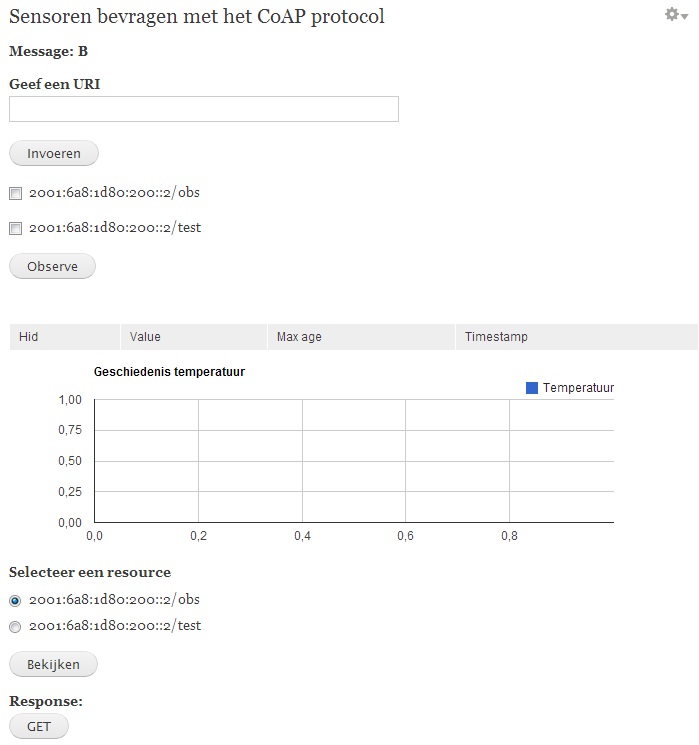 Sensoren bevragen met het CoAP protocol
Message: B
Geef een URI
Invoeren
2001:6a8:1d80:200::2/obs
2001:6a8:1d80:200::2/test
Observe
Hid Value Max age Timestamp
Geschiedenis temperatuur
Temperatuur
1,00
0,75
0,50
0,25
0,00
0,0 0,2 0,4 0,6 0,8
Selecteer een resource
2001:6a8:1d80:200::2/obs
2001:6a8:1d80:200::2/test
Bekijken
Response:
GET